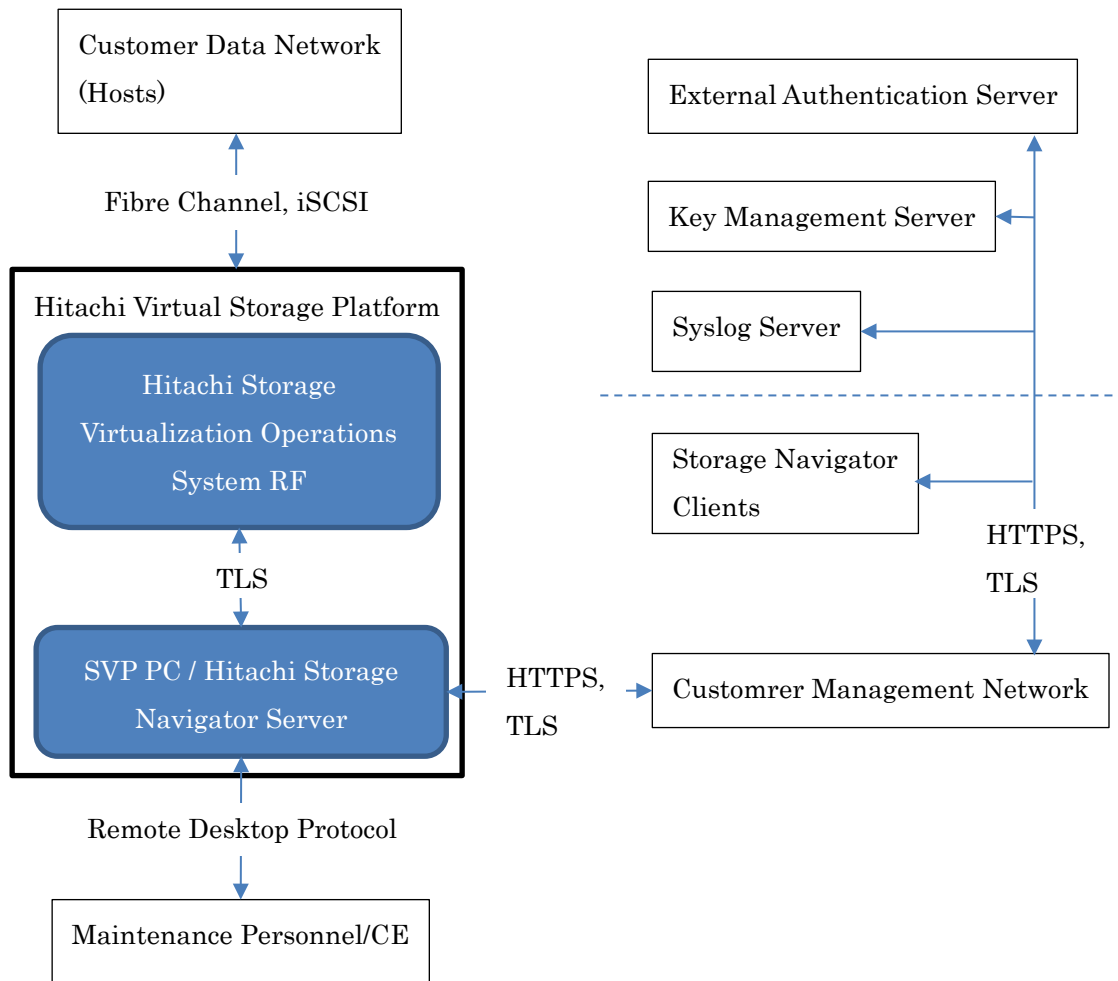 Customer Data Network
(Hosts)
Fibre Channel, iSCSI
Hitachi Virtual Storage Platform
Hitachi Storage
Virtualization Operations
System RF
TLS
SVP PC / Hitachi Storage
Navigator Server
Remote Desktop Protocol
Maintenance Personnel/CE
HTTPS,
TLS
External Authentication Server
Key Management Server
Syslog Server
Storage Navigator
Clients
HTTPS,
TLS
Customrer Management Network